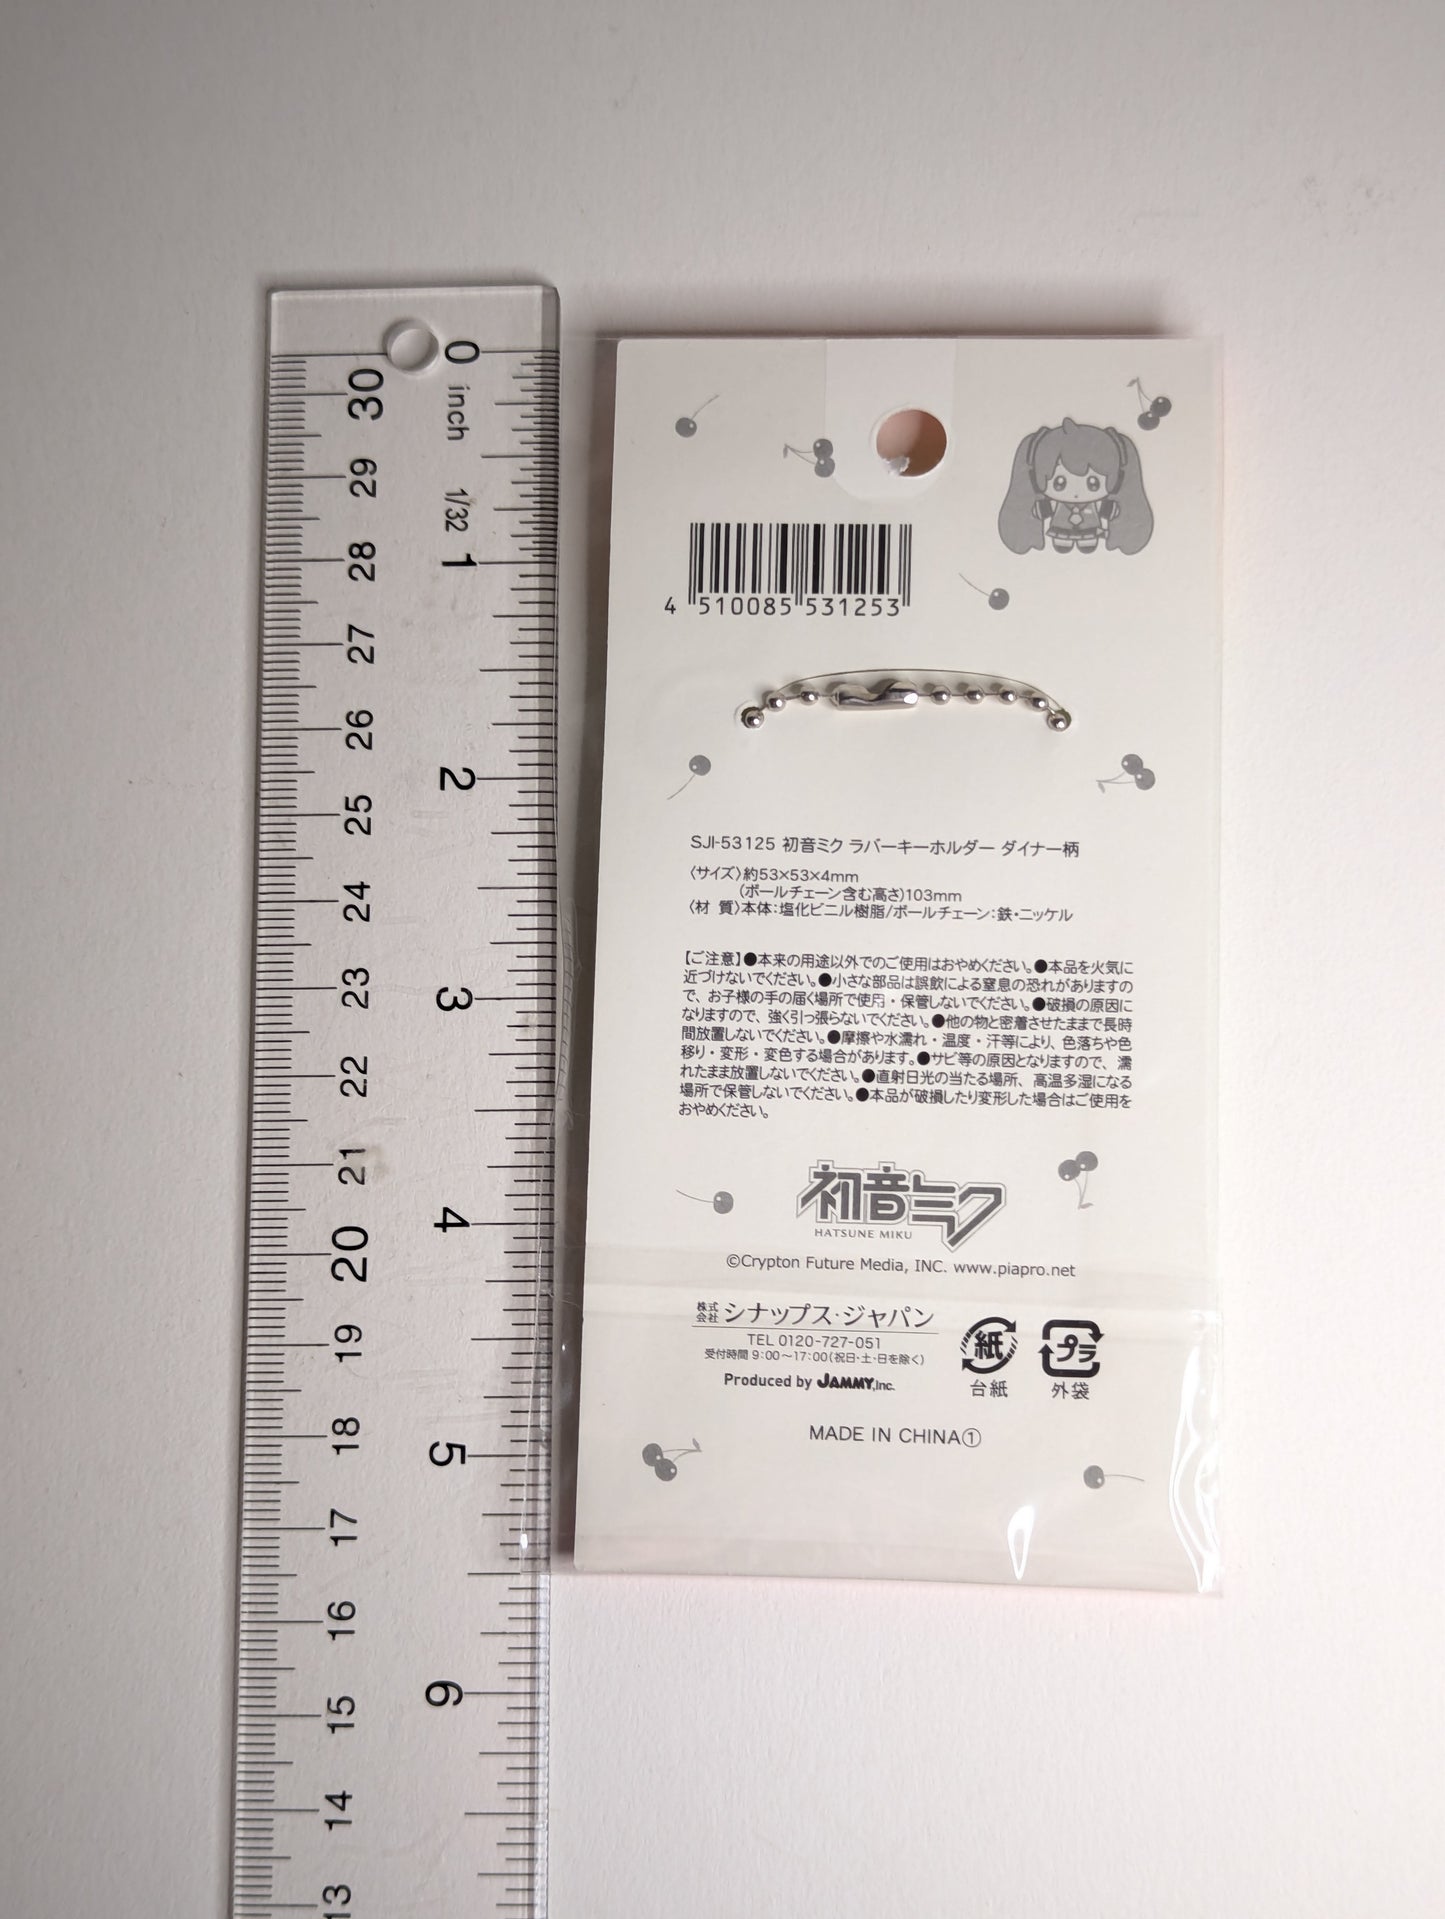 0
inch
1/32
1
2
3
4
5
6
30
29
28
27
26
25
24
23
22
21
20
19
18
17
16
15
14
13
4 510085 531253
SJI-53125 初音ミク ラバーキーホルダー ダイナー柄
〈サイズ〉約53×53×4mm
(ボールチェーン含む高さ)103mm
〈材 質〉本体：塩化ビニル樹脂/ボールチェーン：鉄・ニッケル
【ご注意】●本来の用途以外でのご使用はおやめください。●本品を火気に
近づけないでください。●小さな部品は誤飲による窒息の恐れがありますの
で、お子様の手の届く場所で使用・保管しないでください。●破損の原因に
なりますので、強く引っ張らないでください。●他の物と密着させたままで長時
間放置しないでください。●摩擦や水濡れ・温度・汗等により、色落ちや色
移り・変形・変色する場合があります。●サビ等の原因となりますので、濡
れたまま放置しないでください。●直射日光の当たる場所、高温多湿になる
場所で保管しないでください。●本品が破損したり変形した場合はご使用を
おやめください。
初音ミク
HATSUNE MIKU
©Crypton Future Media, INC. www.piapro.net
株式会社 シナップス・ジャパン
TEL 0120-727-051
受付時間 9:00～17:00(祝日・土・日を除く)
Produced by JAMMY,Inc.
紙
台紙
プラ
外袋
MADE IN CHINA①